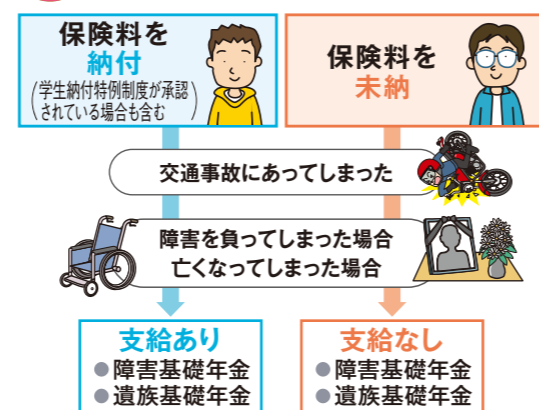 保険料を
納付
(学生納付特例制度が承認
されている場合も含む)
保険料を
未納
交通事故にあってしまった
障害を負ってしまった場合
亡くなってしまった場合
支給あり
●障害基礎年金
●遺族基礎年金
支給なし
●障害基礎年金
●遺族基礎年金